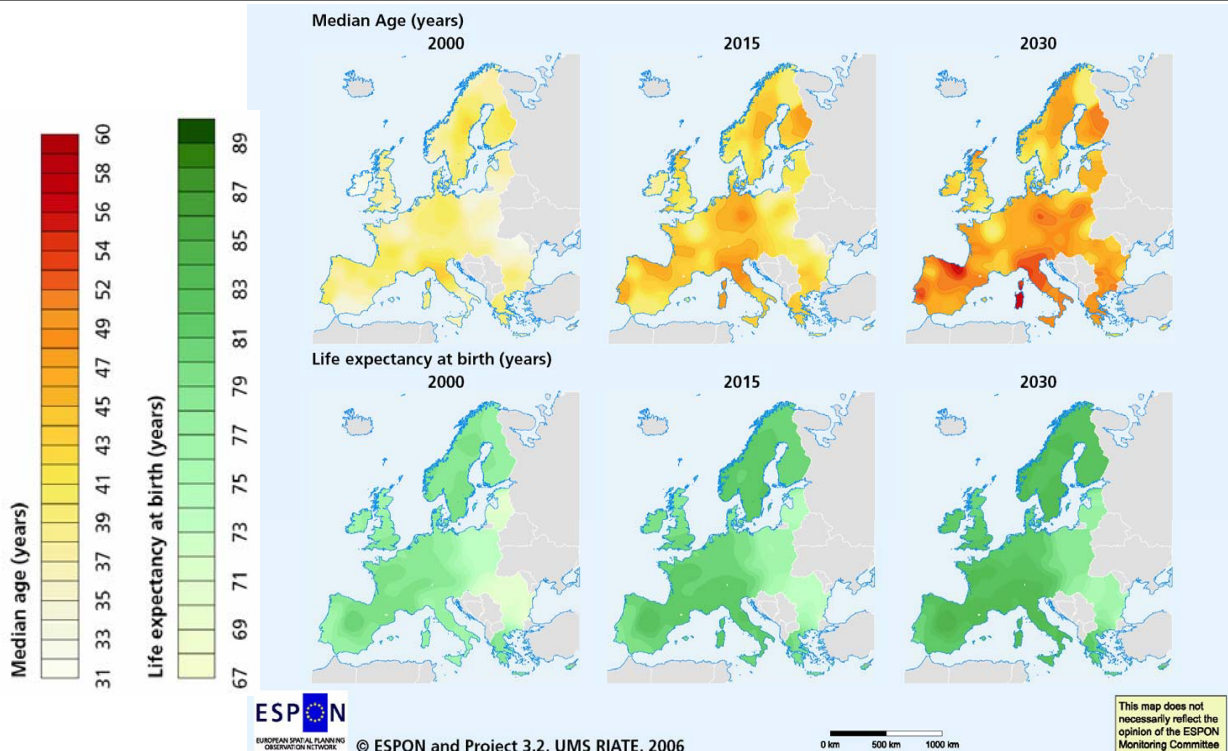 Median Age (years)
2000
2015
2030
60
58
56
54
52
49
47
45
43
41
39
37
35
33
31
Median age (years)
89
87
85
83
81
79
77
75
73
71
69
67
Life expectancy at birth (years)
Life expectancy at birth (years)
2000
2015
2030
ESPON
EUROPEAN SPATIAL PLANNING
OBSERVATION NETWORK
© ESPON and Project 3.2, UMS RIATE, 2006
0 km 500 km 1000 km
This map does not
necessarily reflect the
opinion of the ESPON
Monitoring Committee